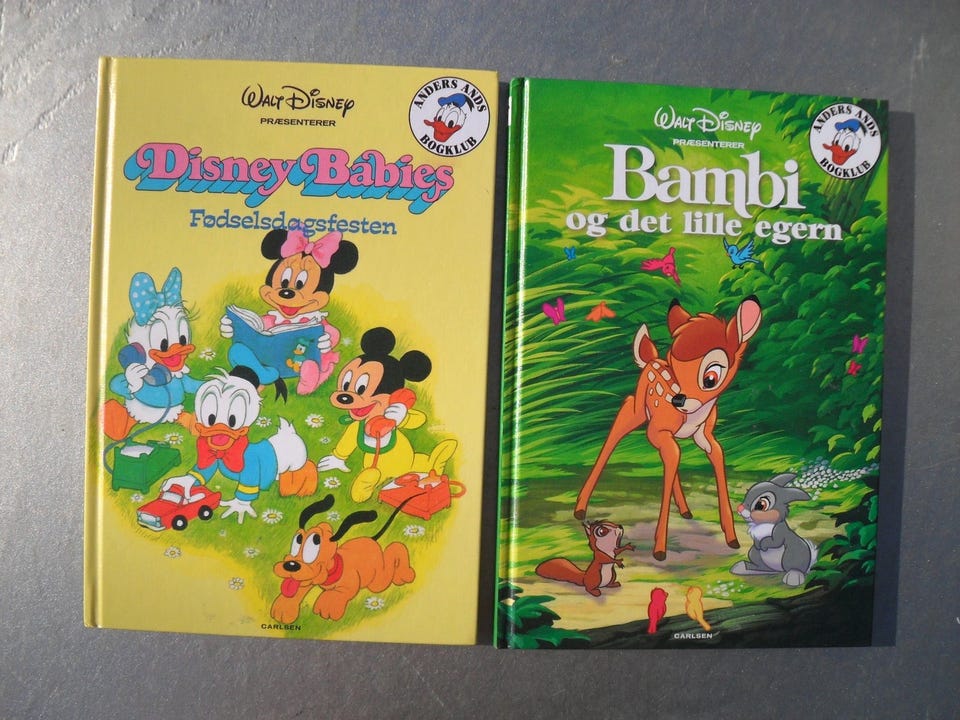 WALT DISNEY
PRÆSENTERER
ANDERS ANDS
BOGKLUB
Disney Babies
Fødselsdagsfesten
CARLSEN
WALT DISNEY
PRÆSENTERER
ANDERS ANDS
BOGKLUB
Bambi
og det lille egern
CARLSEN